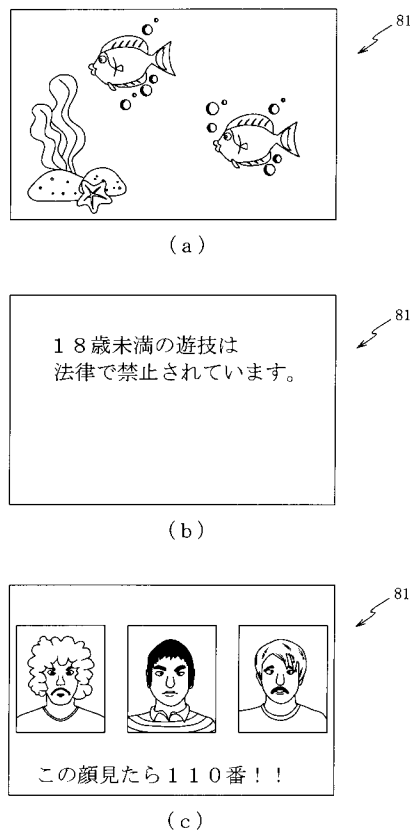 81
(a)
18歳未満の遊技は
法律で禁止されています。
81
(b)
81
この顔見たら110番!!
(c)